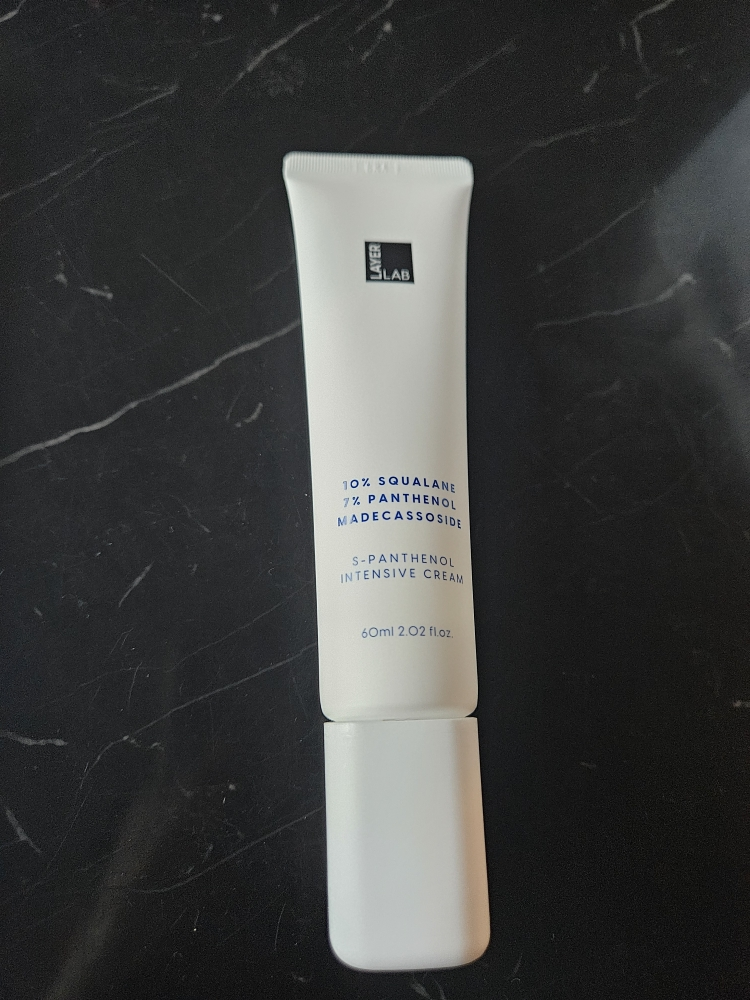 LAYER
LAB
10% SQUALANE
7% PANTHENOL
MADECASSOSIDE
S-PANTHENOL
INTENSIVE CREAM
60ml 2.02 fl.oz.